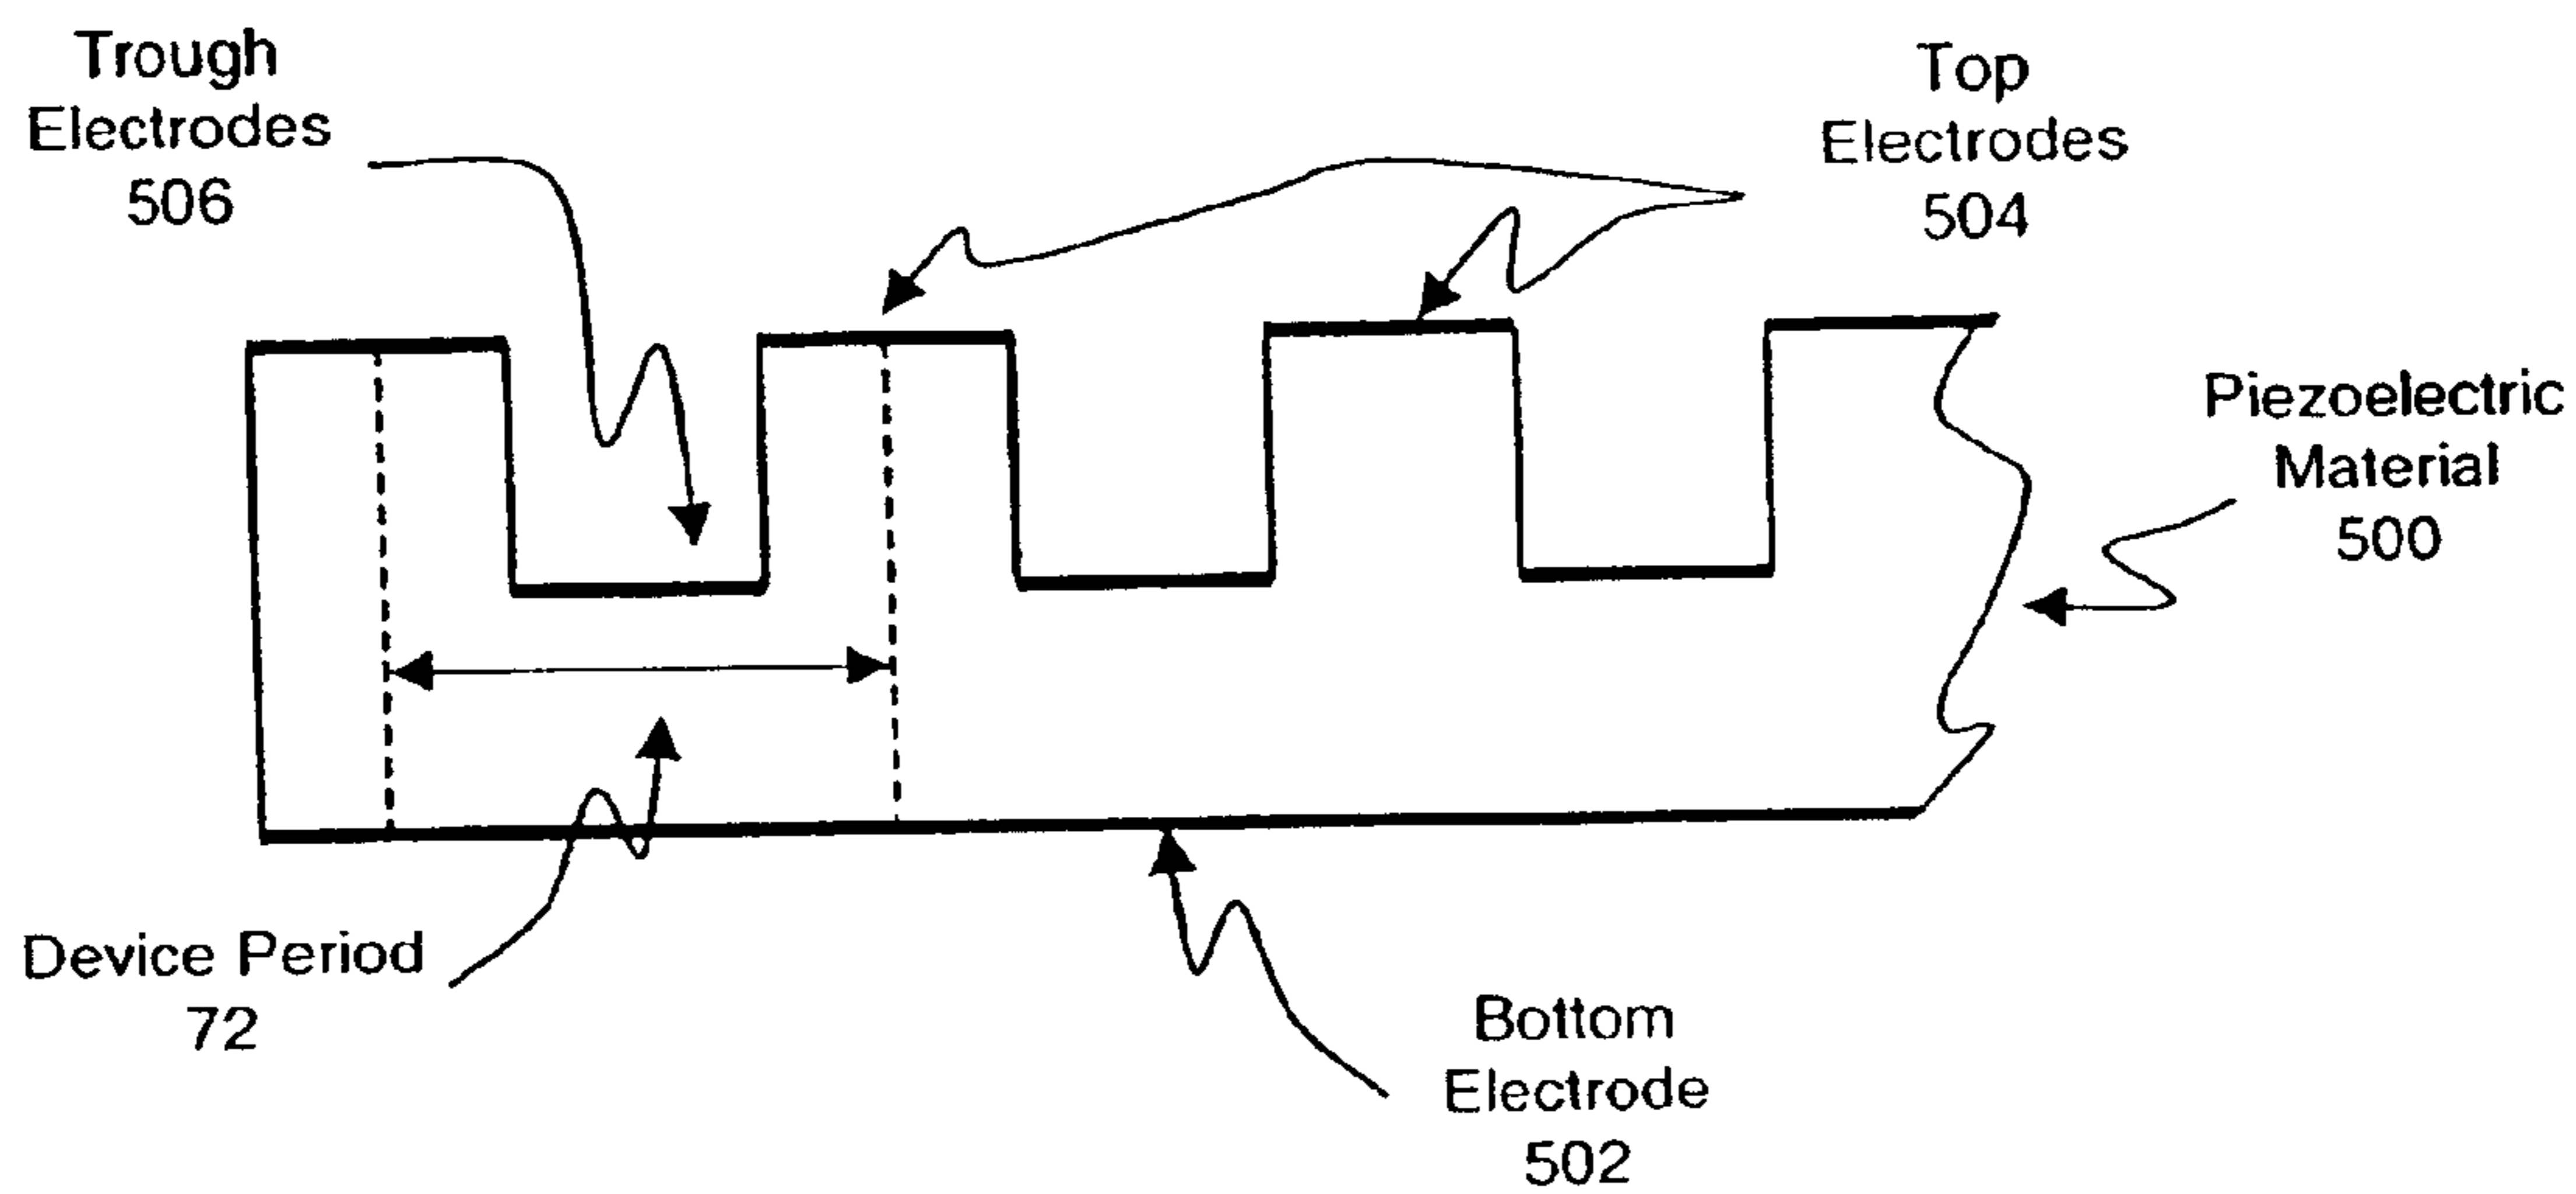 Trough
Electrodes
506
Top
Electrodes
504
Piezoelectric
Material
500
Device Period
72
Bottom
Electrode
502